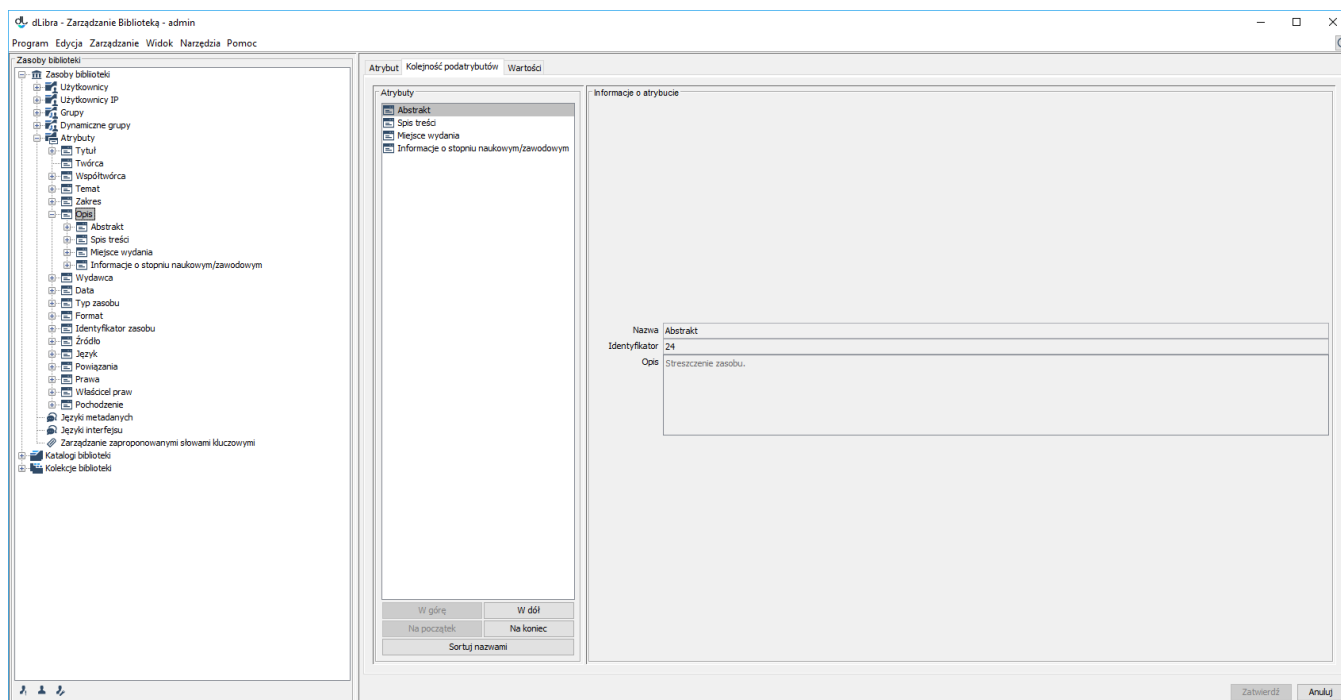 dLibra - Zarządzanie Biblioteką - admin
Program Edycja Zarządzanie Widok Narzędzia Pomoc
Zasoby biblioteki
Zasoby biblioteki
Użytkownicy
Użytkownicy IP
Grupy
Dynamiczne grupy
Atrybuty
Tytuł
Twórca
Współtwórca
Temat
Zakres
Opis
Abstrakt
Spis treści
Miejsce wydania
Informacje o stopniu naukowym/zawodowym
Wydawca
Data
Typ zasobu
Format
Identyfikator zasobu
Źródło
Język
Powiązania
Prawa
Właścicel praw
Pochodzenie
Języki metadanych
Języki interfejsu
Zarządzanie zaproponowanymi słowami kluczowymi
Katalogi biblioteki
Kolekcje biblioteki
Atrybut Kolejność podatrybutów Wartości
Atrybuty
Abstrakt
Spis treści
Miejsce wydania
Informacje o stopniu naukowym/zawodowym
W górę W dół
Na początek Na koniec
Sortuj nazwami
Informacje o atrybucie
Nazwa Abstrakt
Identyfikator 24
Opis Streszczenie zasobu.
Zatwierdź Anuluj